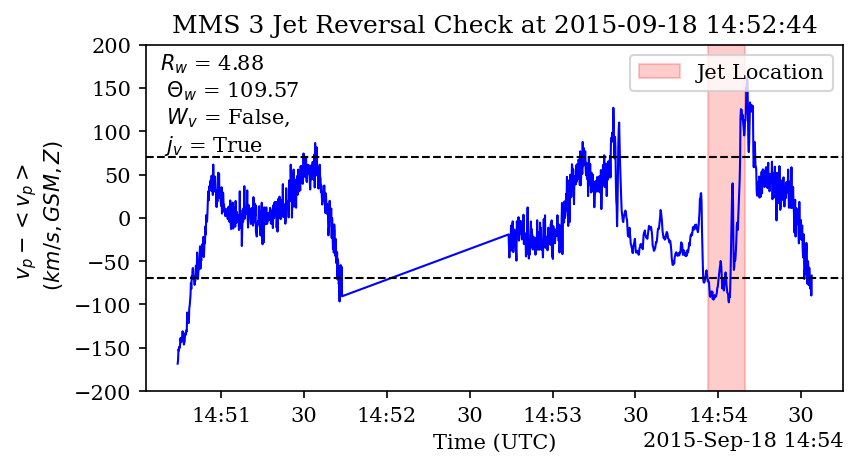 MMS 3 Jet Reversal Check at 2015-09-18 14:52:44
R_w = 4.88
Θ_w = 109.57
W_v = False,
j_v = True
Jet Location
200
150
100
50
0
−50
−100
−150
−200
v_p − < v_p >
(km/s, GSM, Z)
14:51 30 14:52 30 14:53 30 14:54 30
Time (UTC)
2015-Sep-18 14:54